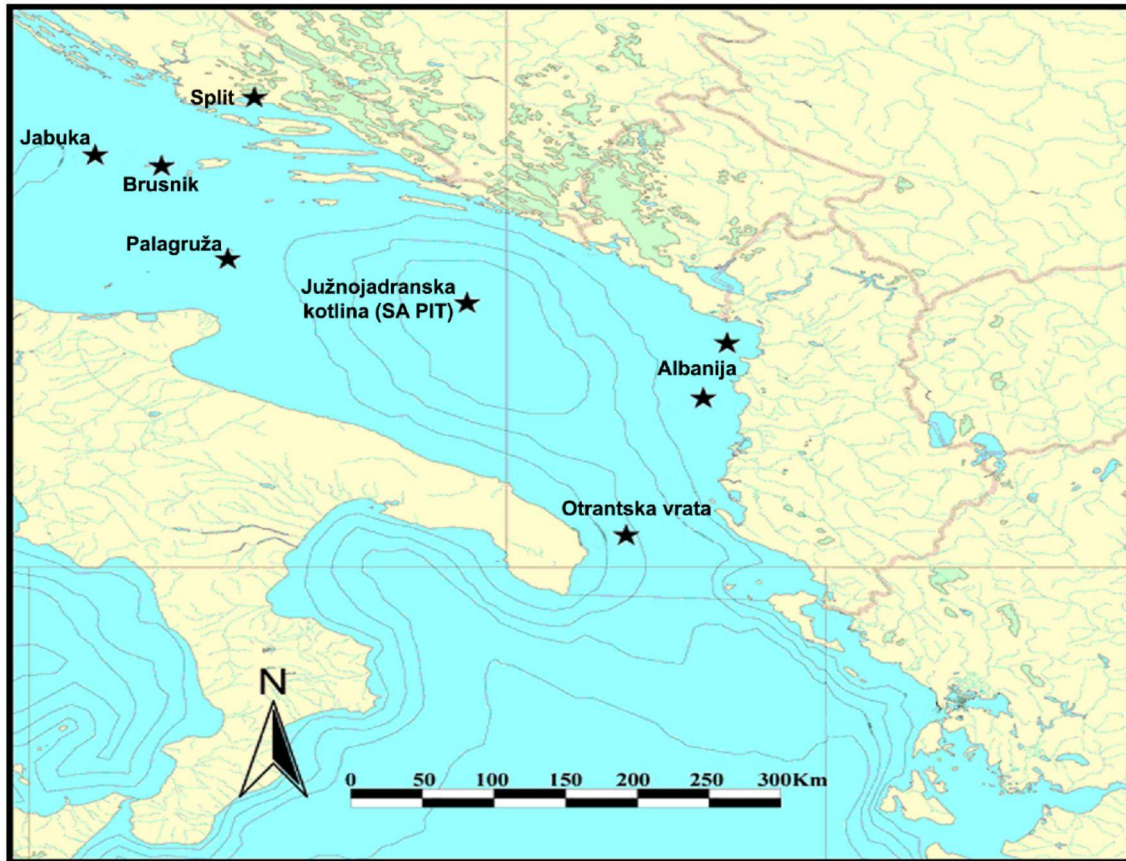 Split
Jabuka
Brusnik
Palagruža
Južnojadranska
kotlina (SA PIT)
Albanija
Otrantska vrata
N
0 50 100 150 200 250 300Km